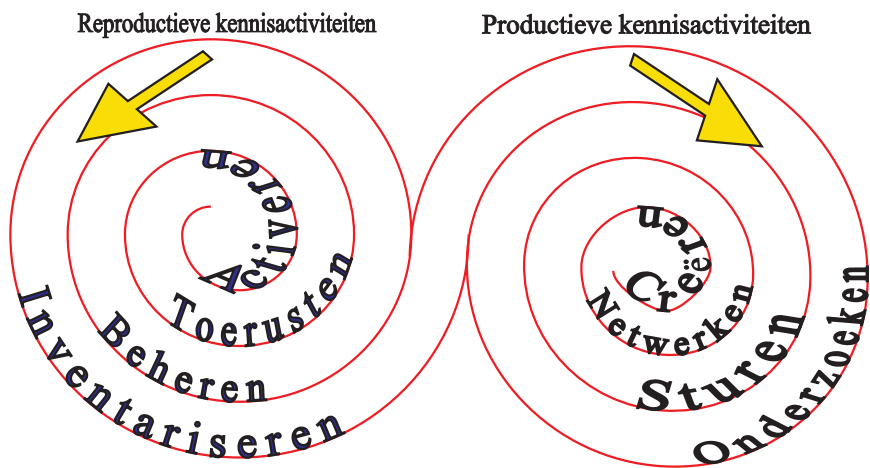 Reproductieve kennisactiviteiten
Productieve kennisactiviteiten
Activeren
Toerusten
Beheren
Inventariseren
Creëren
Netwerken
Sturen
Onderzoeken